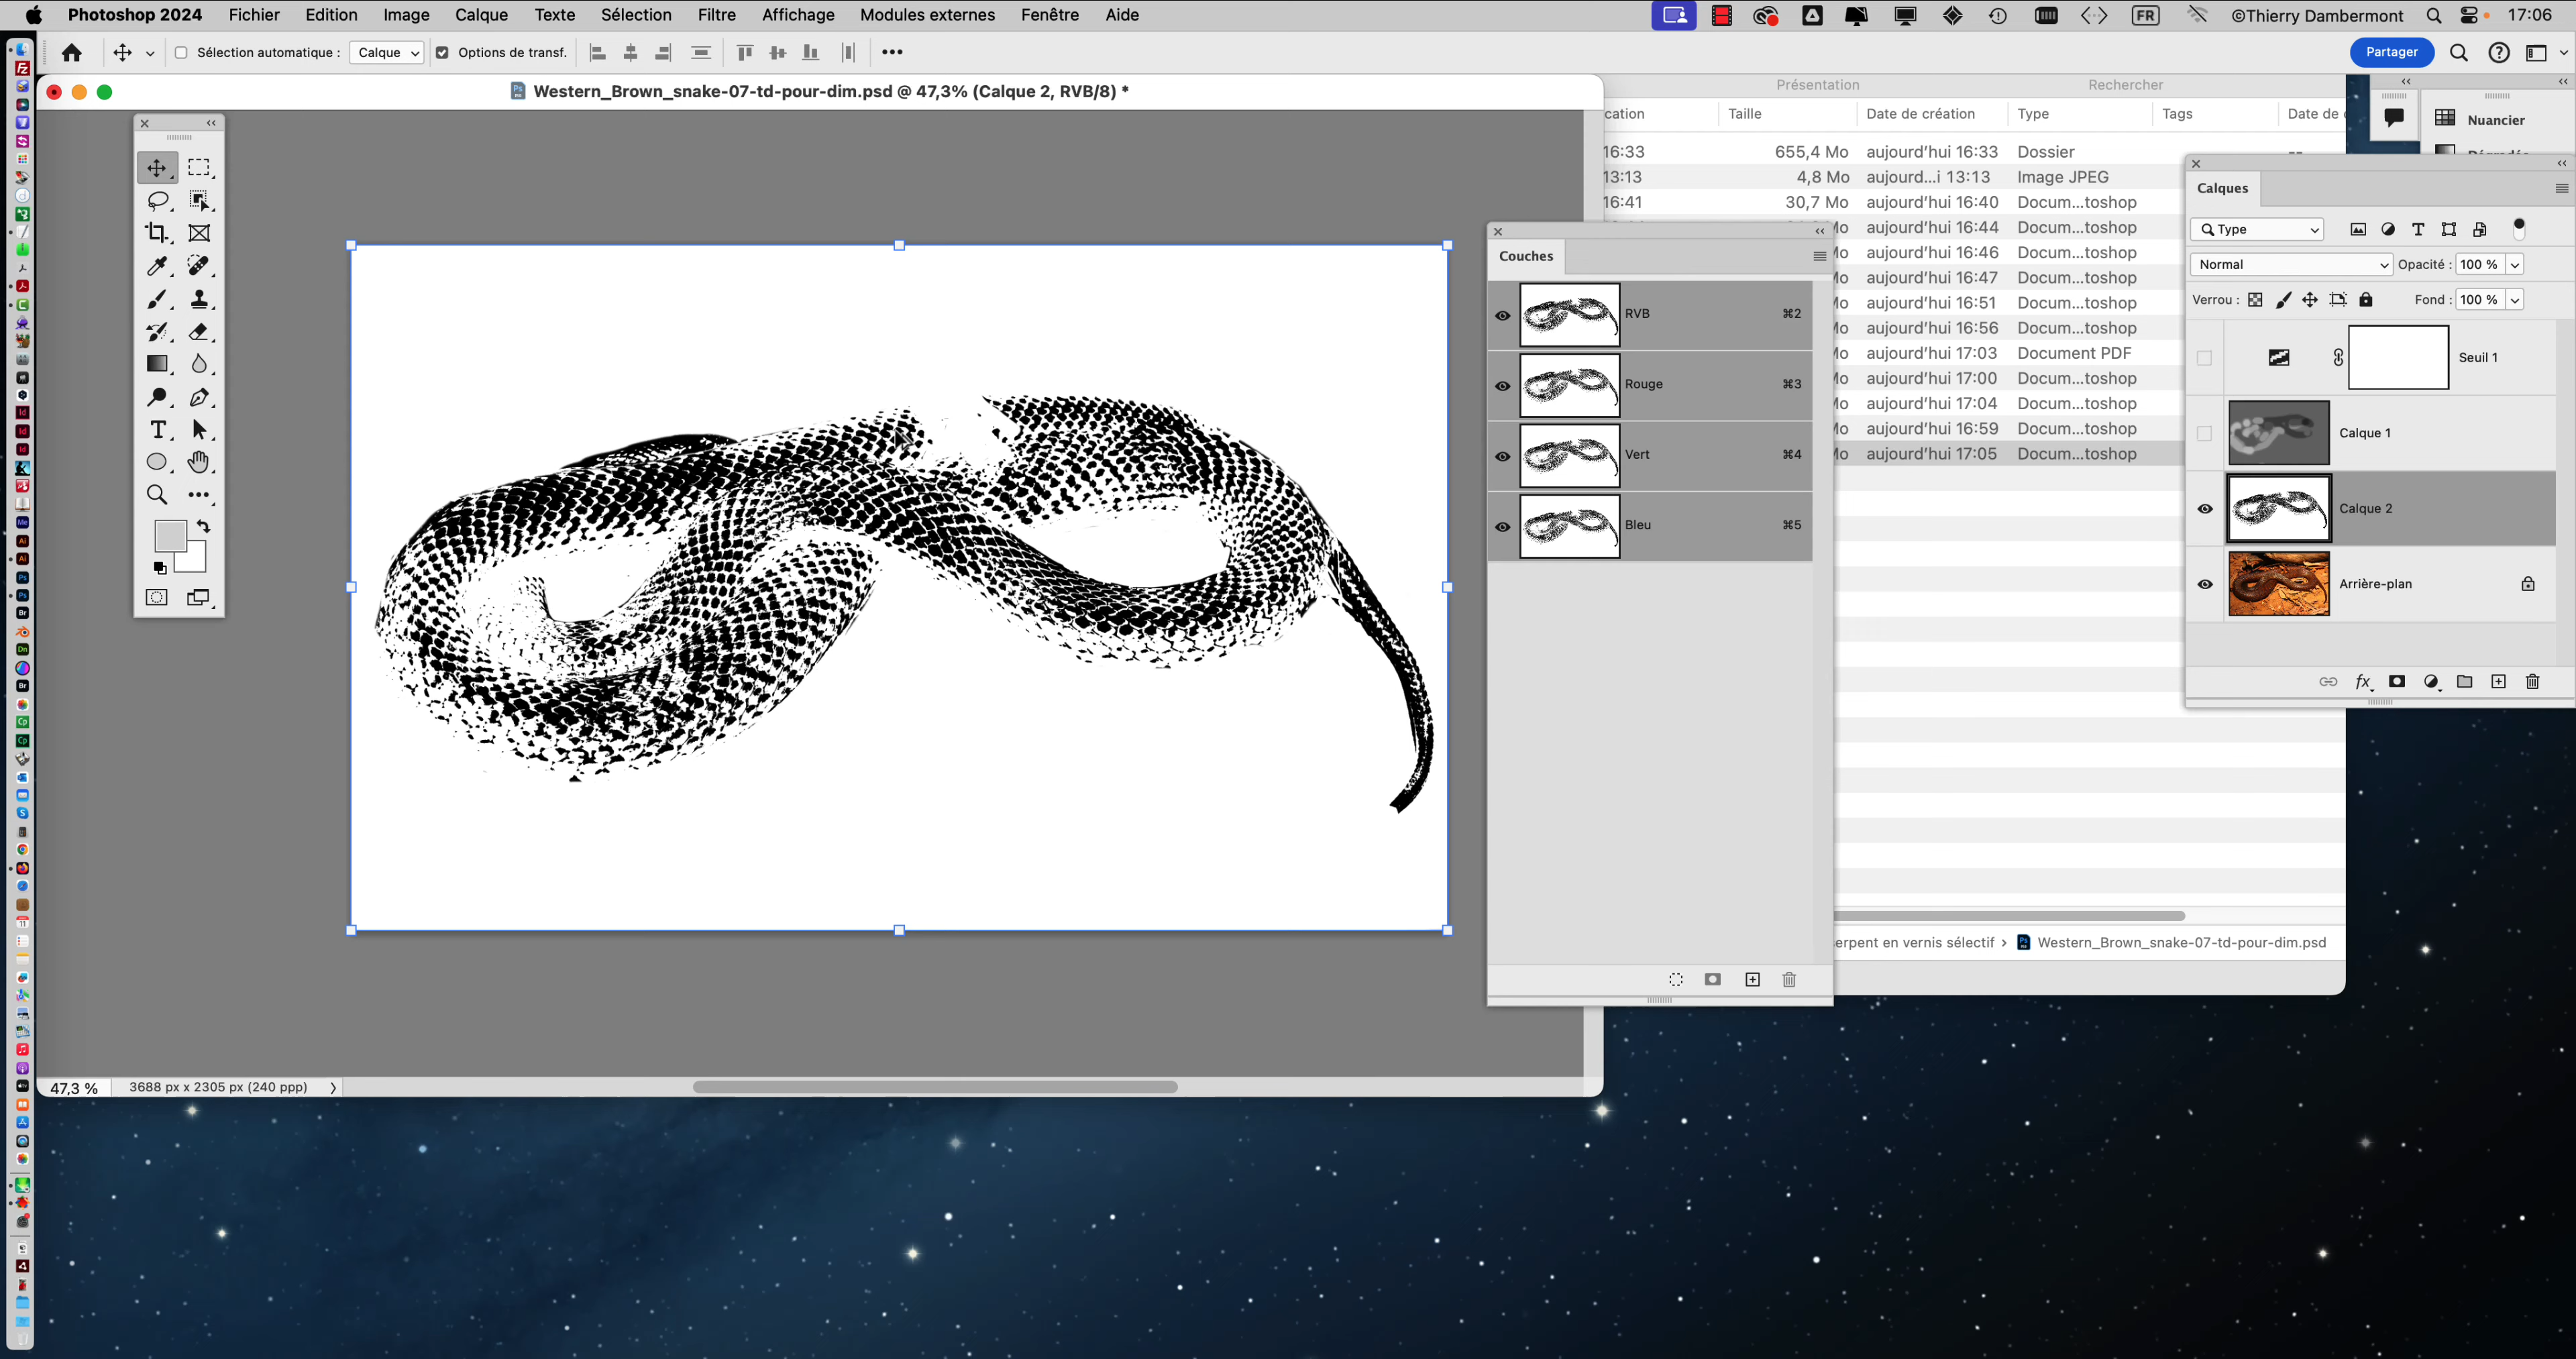 Photoshop 2024 Fichier Edition Image Calque Texte Sélection Filtre Affichage Modules externes Fenêtre Aide FR ©Thierry Dambermont 17:06
Sélection automatique : Calque Options de transf. Partager
Western_Brown_snake-07-td-pour-dim.psd @ 47,3% (Calque 2, RVB/8) *
Présentation Rechercher
cation Taille Date de création Type Tags Date de
16:33 655,4 Mo aujourd’hui 16:33 Dossier --
13:13 4,8 Mo aujourd...i 13:13 Image JPEG
16:41 30,7 Mo aujourd’hui 16:40 Docum...toshop
Mo aujourd’hui 16:44 Docum...toshop
Mo aujourd’hui 16:46 Docum...toshop
Mo aujourd’hui 16:47 Docum...toshop
Mo aujourd’hui 16:51 Docum...toshop
Mo aujourd’hui 16:56 Docum...toshop
Mo aujourd’hui 17:03 Document PDF
Mo aujourd’hui 17:00 Docum...toshop
Mo aujourd’hui 17:04 Docum...toshop
Mo aujourd’hui 16:59 Docum...toshop
Mo aujourd’hui 17:05 Docum...toshop
serpent en vernis sélectif › Western_Brown_snake-07-td-pour-dim.psd
Couches
RVB ⌘2
Rouge ⌘3
Vert ⌘4
Bleu ⌘5
Nuancier
Calques
Type
Normal Opacité : 100 %
Verrou : Fond : 100 %
Seuil 1
Calque 1
Calque 2
Arrière-plan
fx
47,3 % 3688 px x 2305 px (240 ppp)